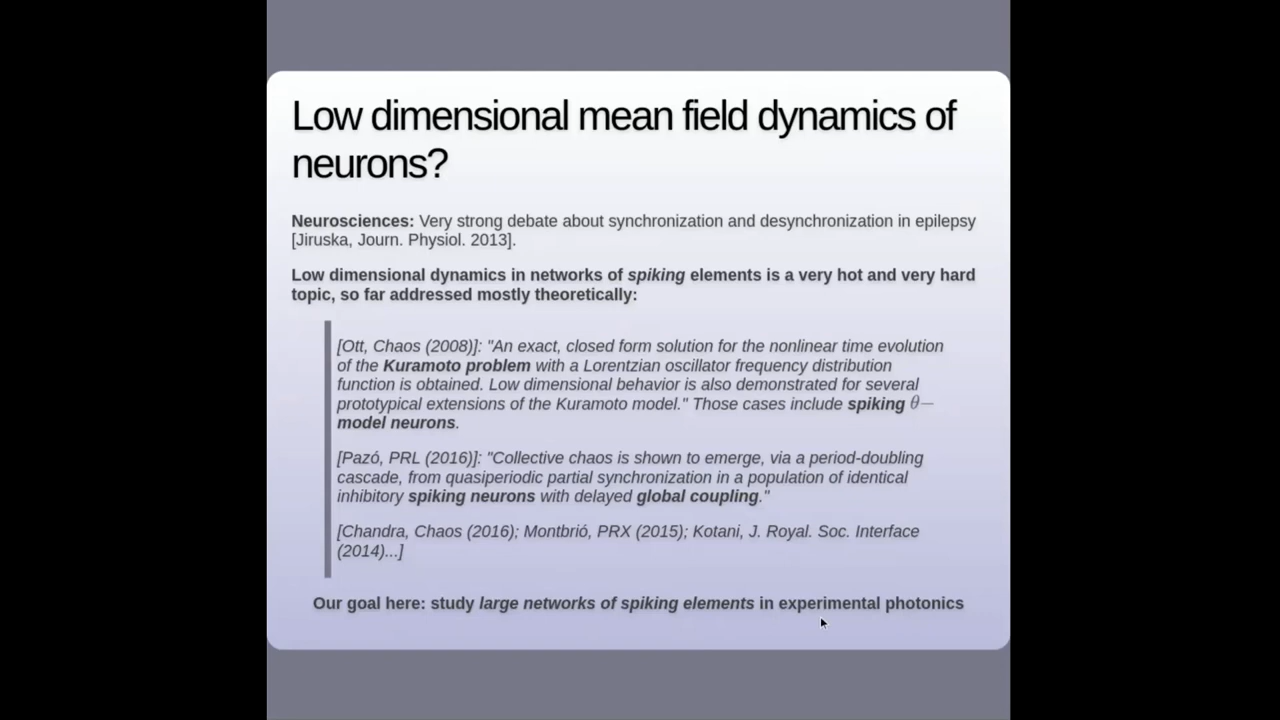 Low dimensional mean field dynamics of
neurons?
Neurosciences: Very strong debate about synchronization and desynchronization in epilepsy
[Jiruska, Journ. Physiol. 2013].
Low dimensional dynamics in networks of spiking elements is a very hot and very hard
topic, so far addressed mostly theoretically:
[Ott, Chaos (2008)]: "An exact, closed form solution for the nonlinear time evolution
of the Kuramoto problem with a Lorentzian oscillator frequency distribution
function is obtained. Low dimensional behavior is also demonstrated for several
prototypical extensions of the Kuramoto model." Those cases include spiking θ−
model neurons.
[Pazó, PRL (2016)]: "Collective chaos is shown to emerge, via a period-doubling
cascade, from quasiperiodic partial synchronization in a population of identical
inhibitory spiking neurons with delayed global coupling."
[Chandra, Chaos (2016); Montbrió, PRX (2015); Kotani, J. Royal. Soc. Interface
(2014)...]
Our goal here: study large networks of spiking elements in experimental photonics